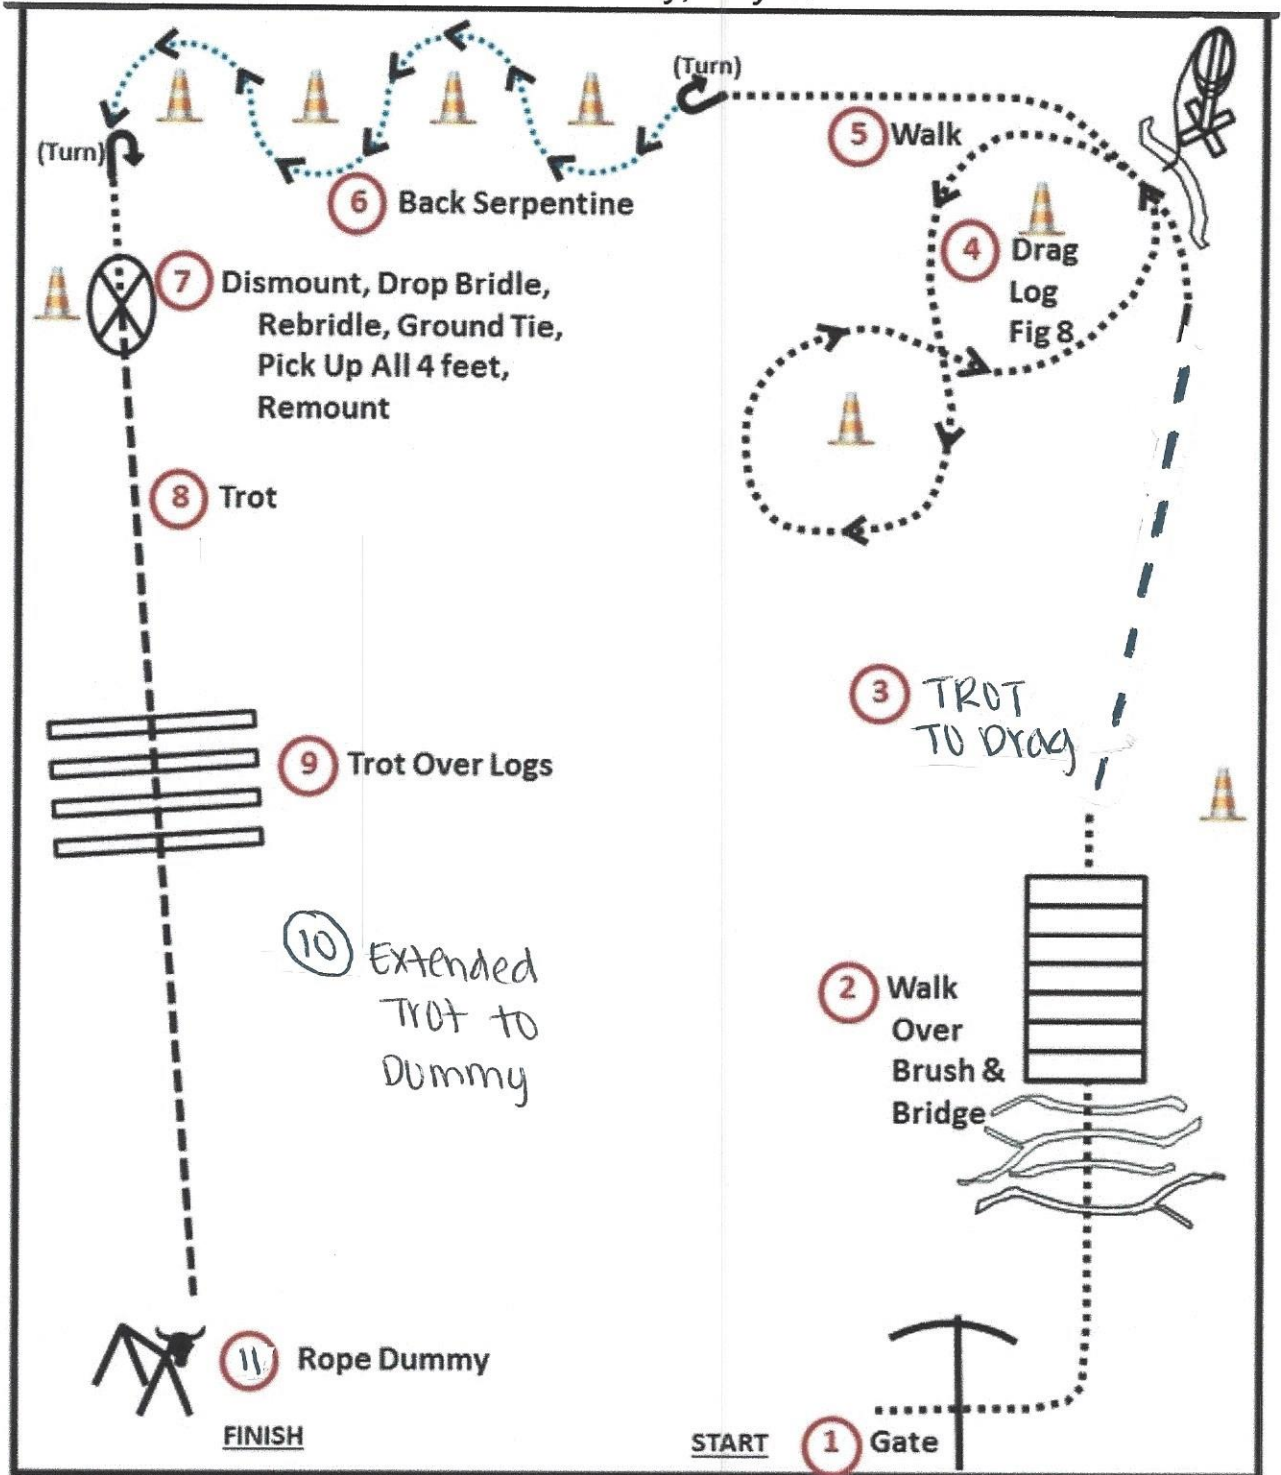 (Turn)
(Turn)
5 Walk
6 Back Serpentine
4 Drag
Log
Fig 8
7 Dismount, Drop Bridle,
Rebridle, Ground Tie,
Pick Up All 4 feet,
Remount
8 Trot
3 TROT
TO Drag
9 Trot Over Logs
10 Extended
Trot to
Dummy
2 Walk
Over
Brush &
Bridge
11 Rope Dummy
FINISH
START
1 Gate